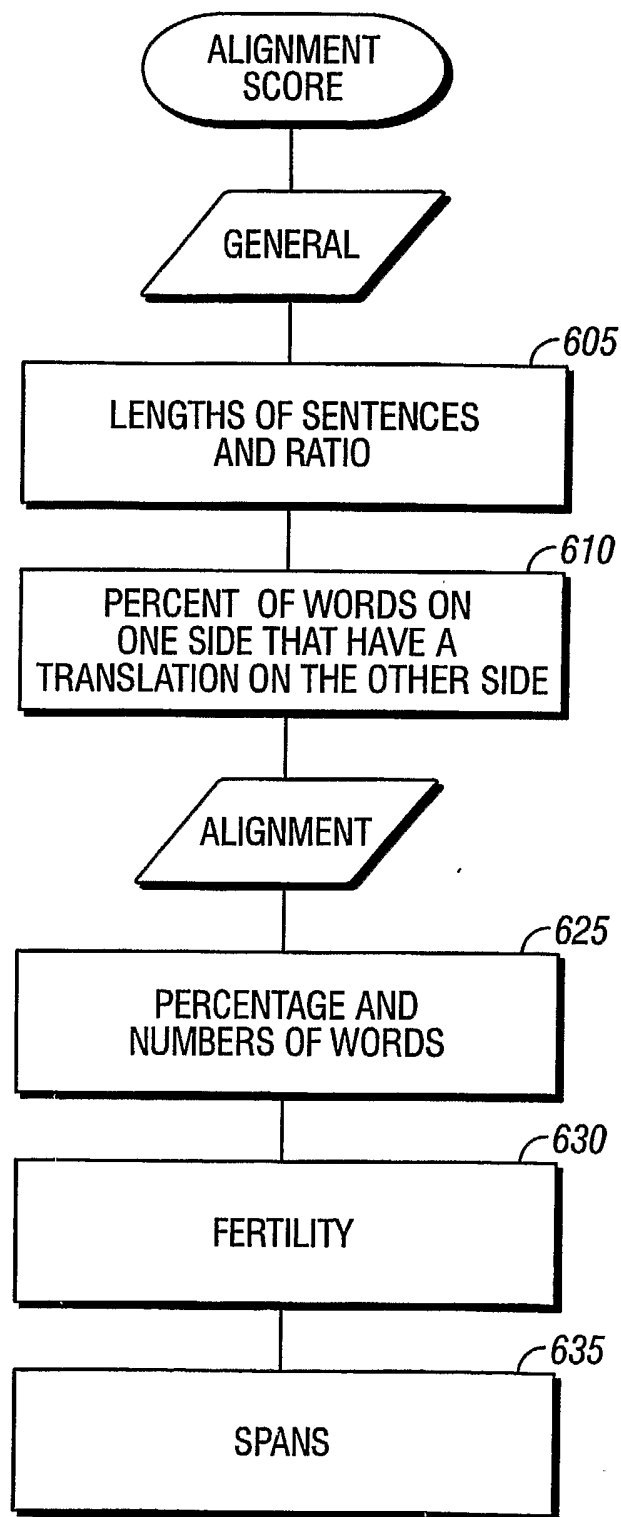 ALIGNMENT
SCORE
GENERAL
605
LENGTHS OF SENTENCES
AND RATIO
610
PERCENT OF WORDS ON
ONE SIDE THAT HAVE A
TRANSLATION ON THE OTHER SIDE
ALIGNMENT
625
PERCENTAGE AND
NUMBERS OF WORDS
630
FERTILITY
635
SPANS